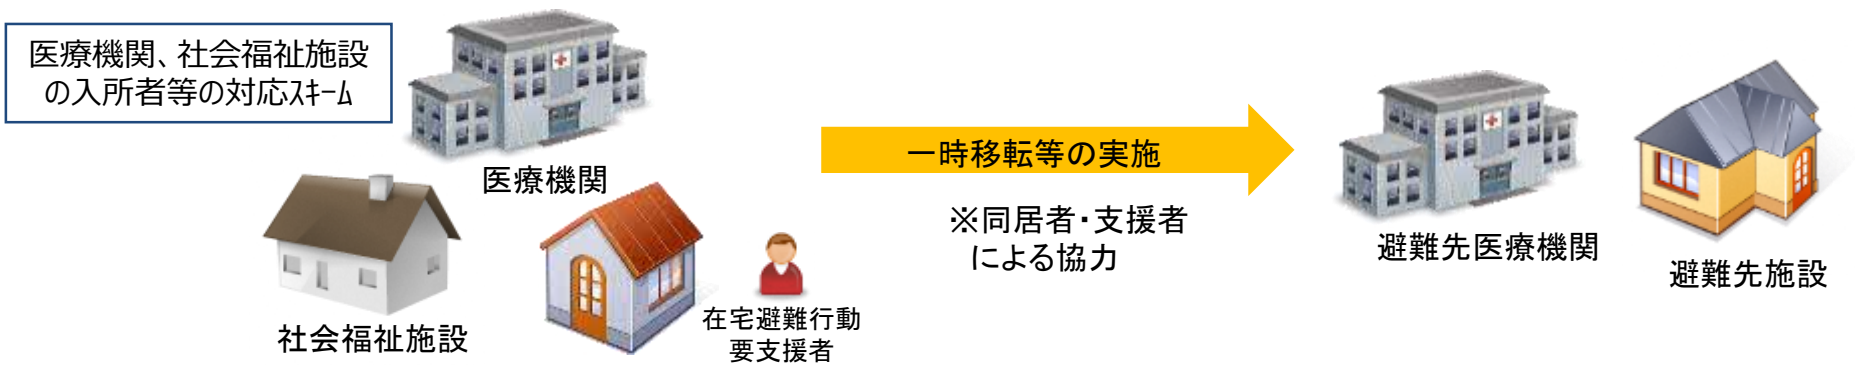 医療機関、社会福祉施設
の入所者等の対応ｽｷｰﾑ
医療機関
社会福祉施設
在宅避難行動
要支援者
一時移転等の実施
※同居者・支援者
による協力
避難先医療機関
避難先施設